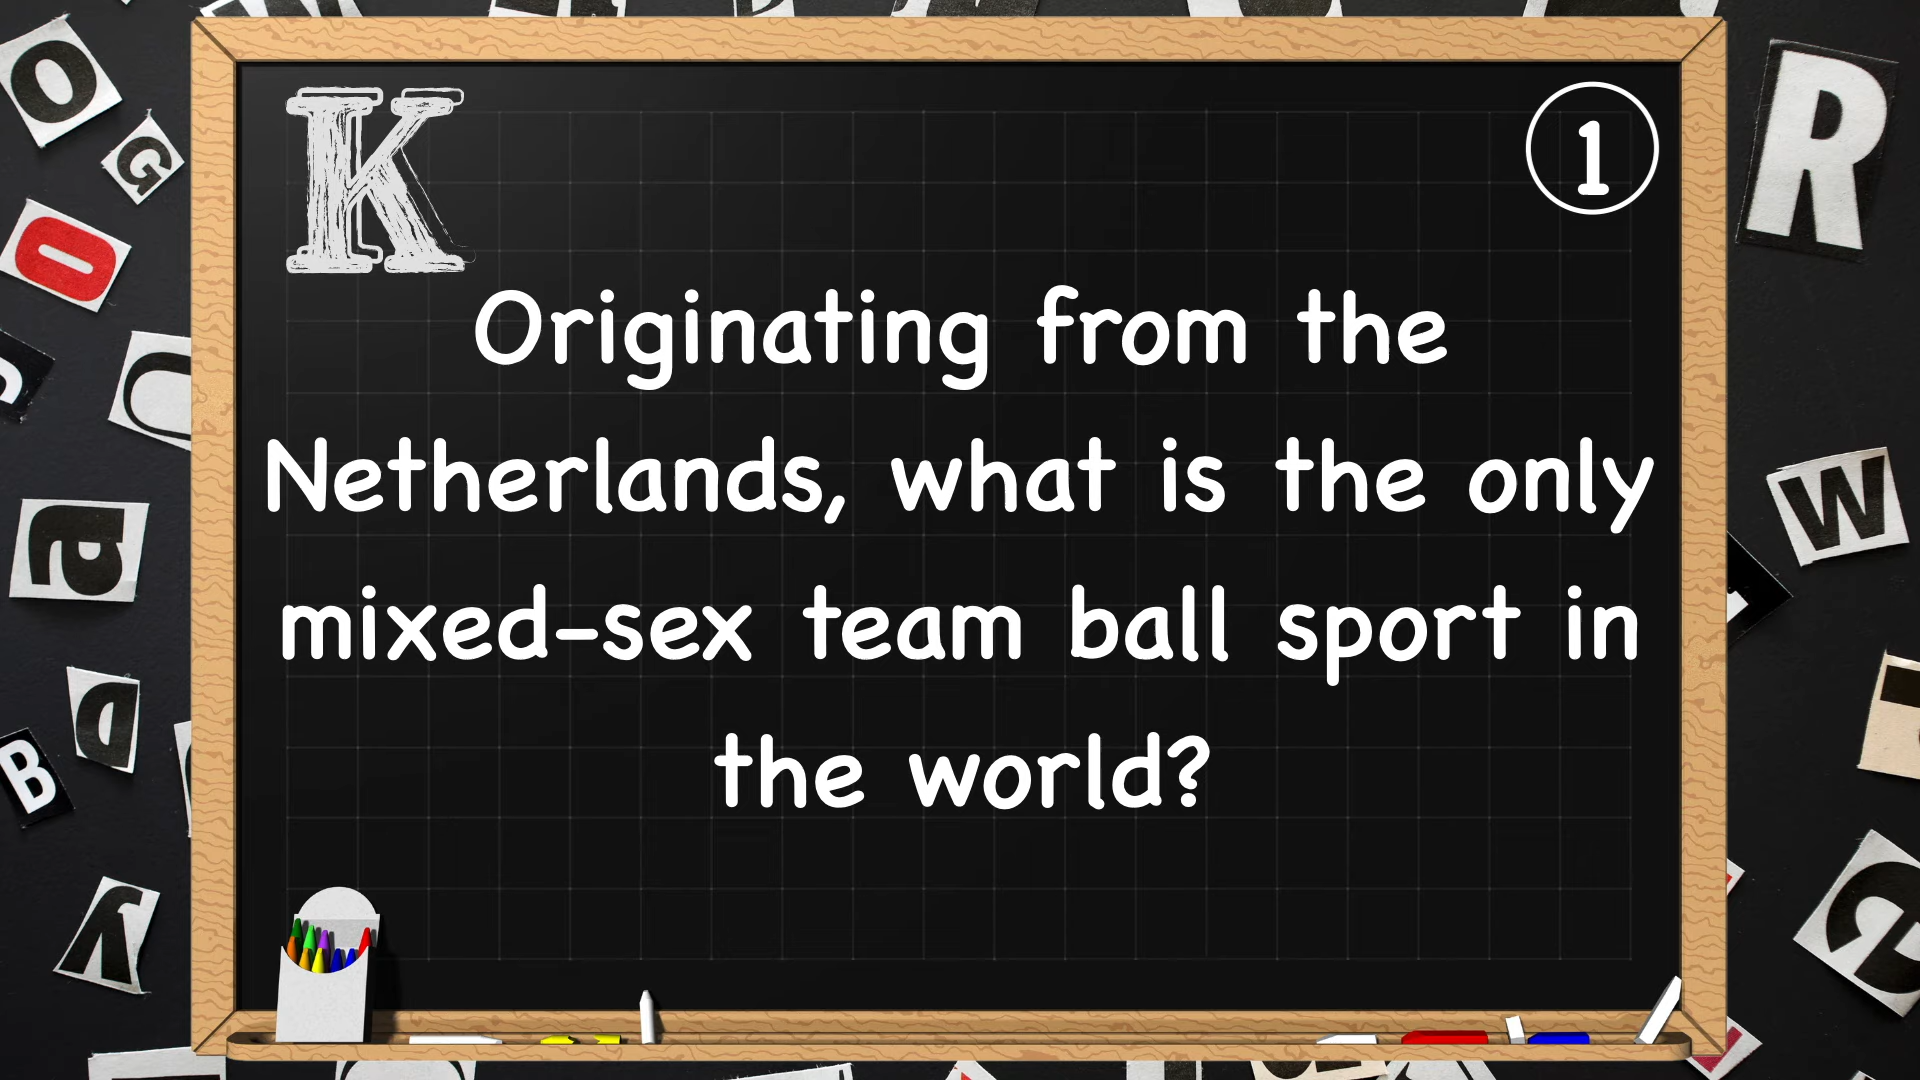 K
1
Originating from the
Netherlands, what is the only
mixed-sex team ball sport in
the world?
O
G
O
a
B
R
W